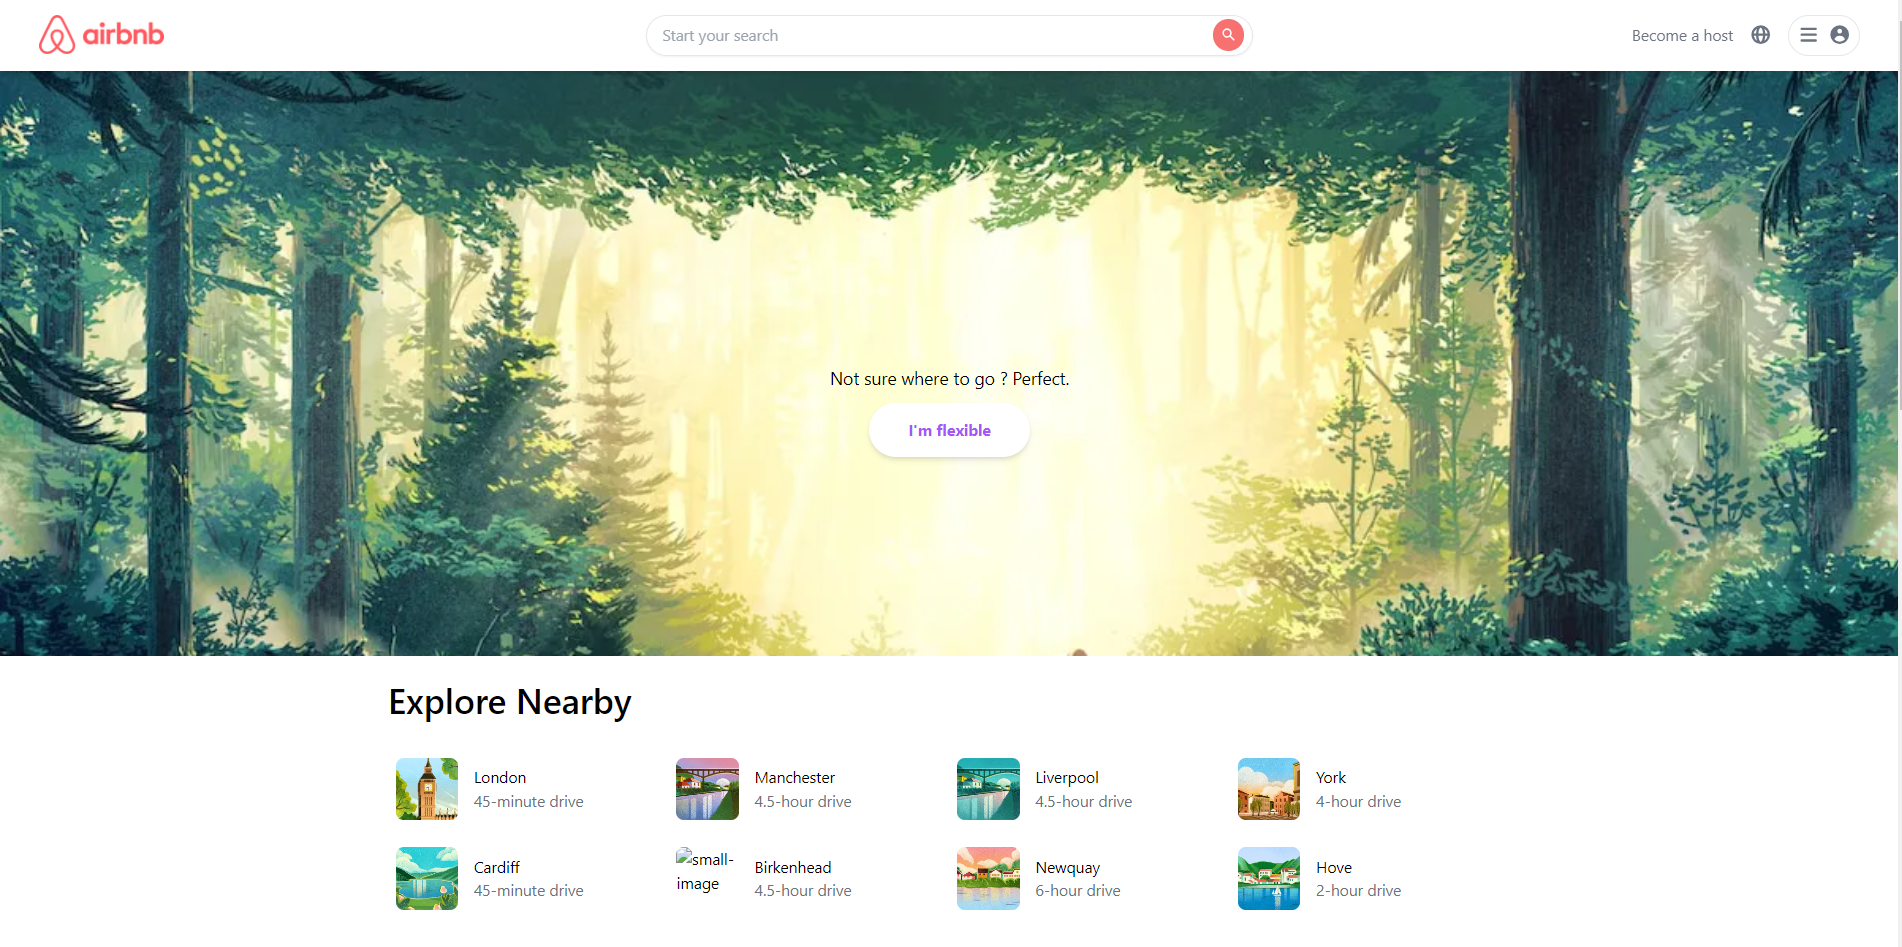 airbnb
Start your search
Become a host
Not sure where to go ? Perfect.
I'm flexible
Explore Nearby
London
45-minute drive
Manchester
4.5-hour drive
Liverpool
4.5-hour drive
York
4-hour drive
Cardiff
45-minute drive
small-
image
Birkenhead
4.5-hour drive
Newquay
6-hour drive
Hove
2-hour drive